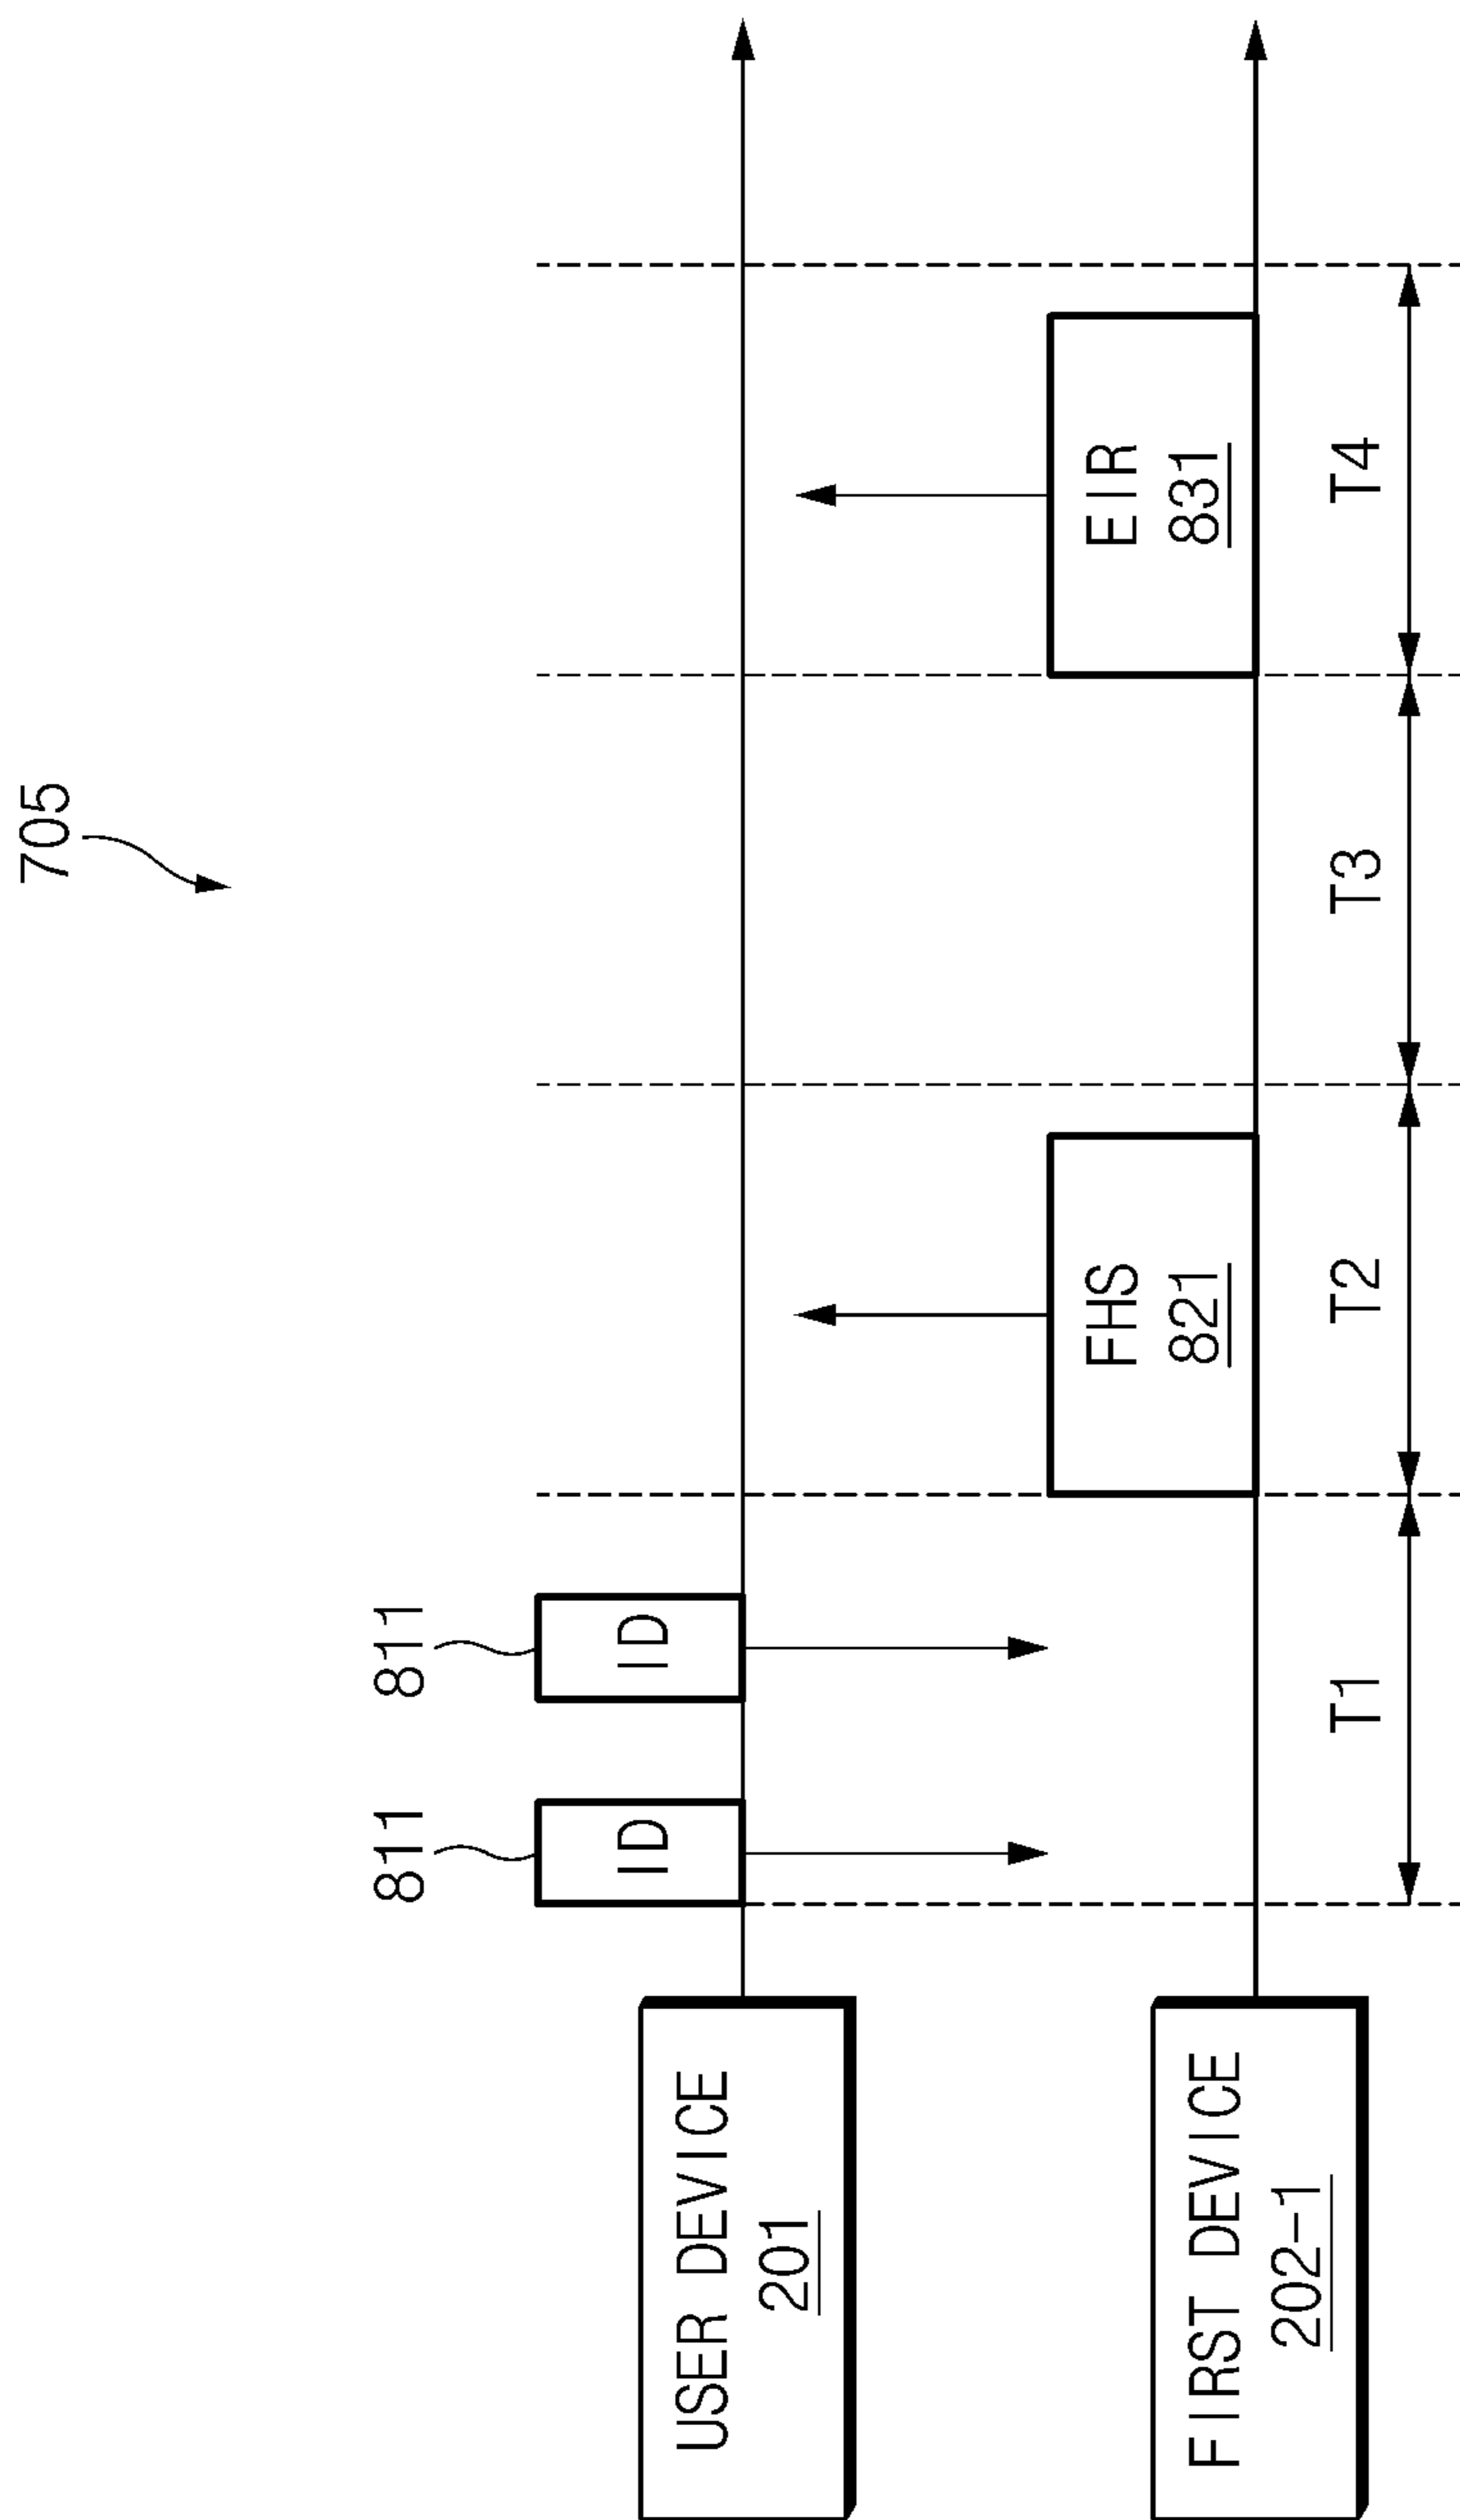 705
811
811
ID
ID
USER DEVICE
201
FHS
821
EIR
831
FIRST DEVICE
202-1
T1
T2
T3
T4